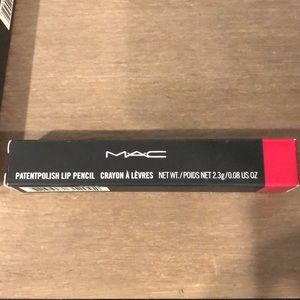 MAC
PATENTPOLISH LIP PENCIL CRAYON À LÈVRES NET WT./POIDS NET 2.3g/0.08 US OZ